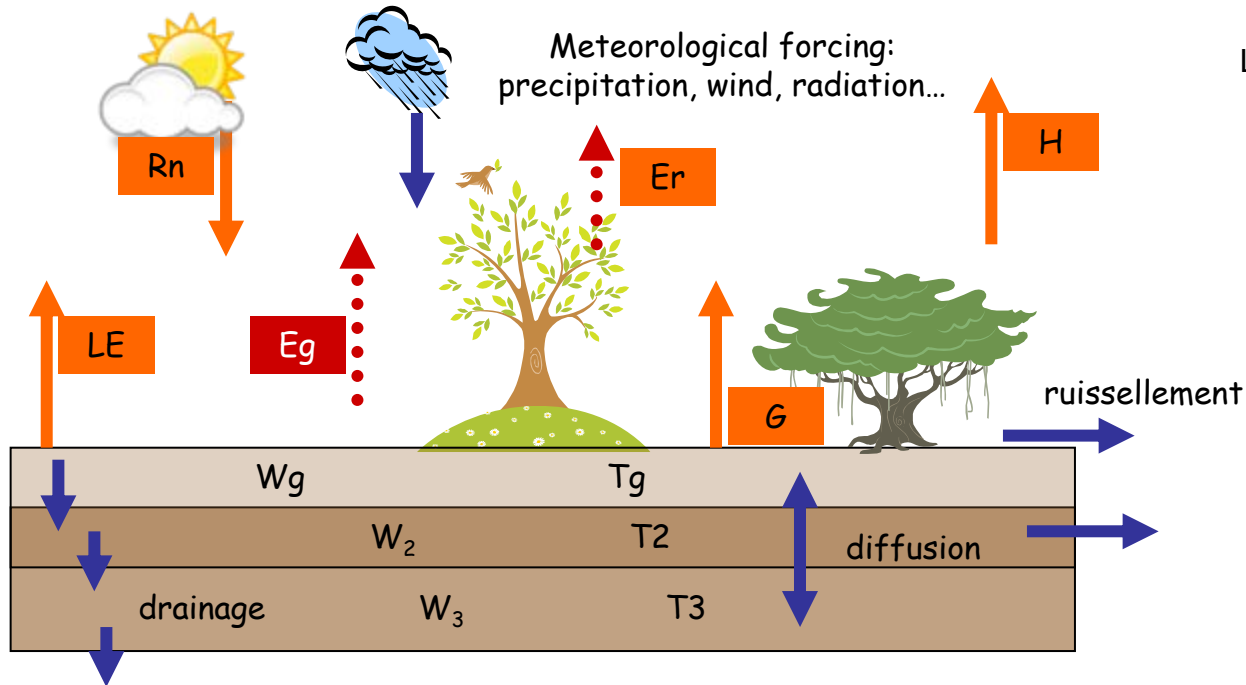 Meteorological forcing:
precipitation, wind, radiation…
L
Rn
Er
H
LE
Eg
G
ruissellement
Wg
Tg
W₂
T2
diffusion
drainage
W₃
T3